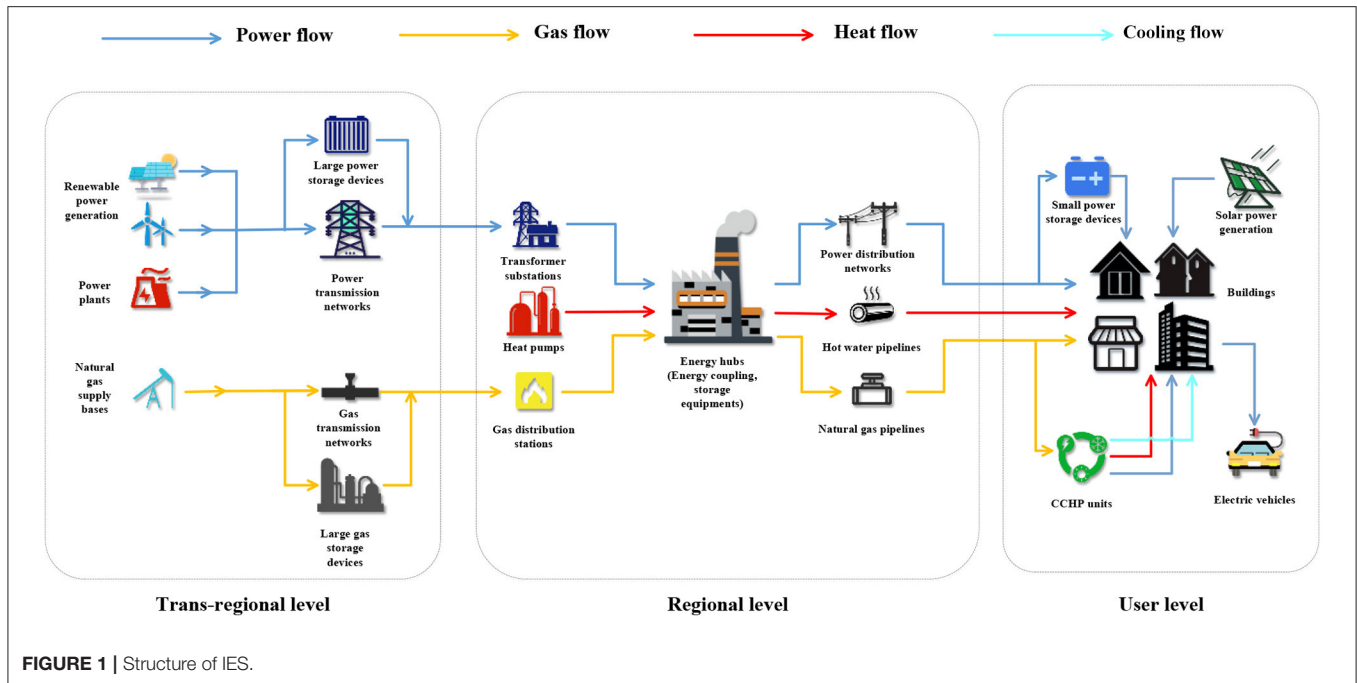 Power flow
Gas flow
Heat flow
Cooling flow
Renewable
power
generation
Power
plants
Natural
gas
supply
bases
Large power
storage devices
Power
transmission
networks
Gas
transmission
networks
Large gas
storage
devices
Trans-regional level
Transformer
substations
Heat pumps
Gas distribution
stations
Energy hubs
(Energy coupling,
storage
equipments)
Power distribution
networks
Hot water pipelines
Natural gas pipelines
Regional level
Small power
storage devices
Solar power
generation
Buildings
CCHP units
Electric vehicles
User level
FIGURE 1 | Structure of IES.